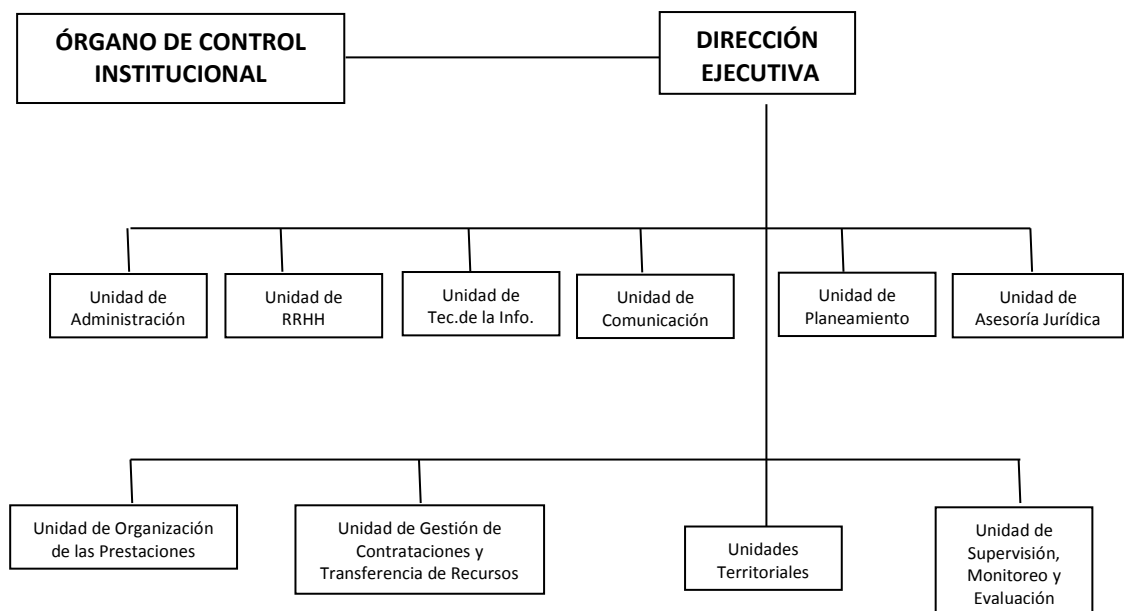 ÓRGANO DE CONTROL
INSTITUCIONAL
DIRECCIÓN
EJECUTIVA
Unidad de
Administración
Unidad de
RRHH
Unidad de
Tec.de la Info.
Unidad de
Comunicación
Unidad de
Planeamiento
Unidad de
Asesoría Jurídica
Unidad de Organización
de las Prestaciones
Unidad de Gestión de
Contrataciones y
Transferencia de Recursos
Unidades
Territoriales
Unidad de
Supervisión,
Monitoreo y
Evaluación